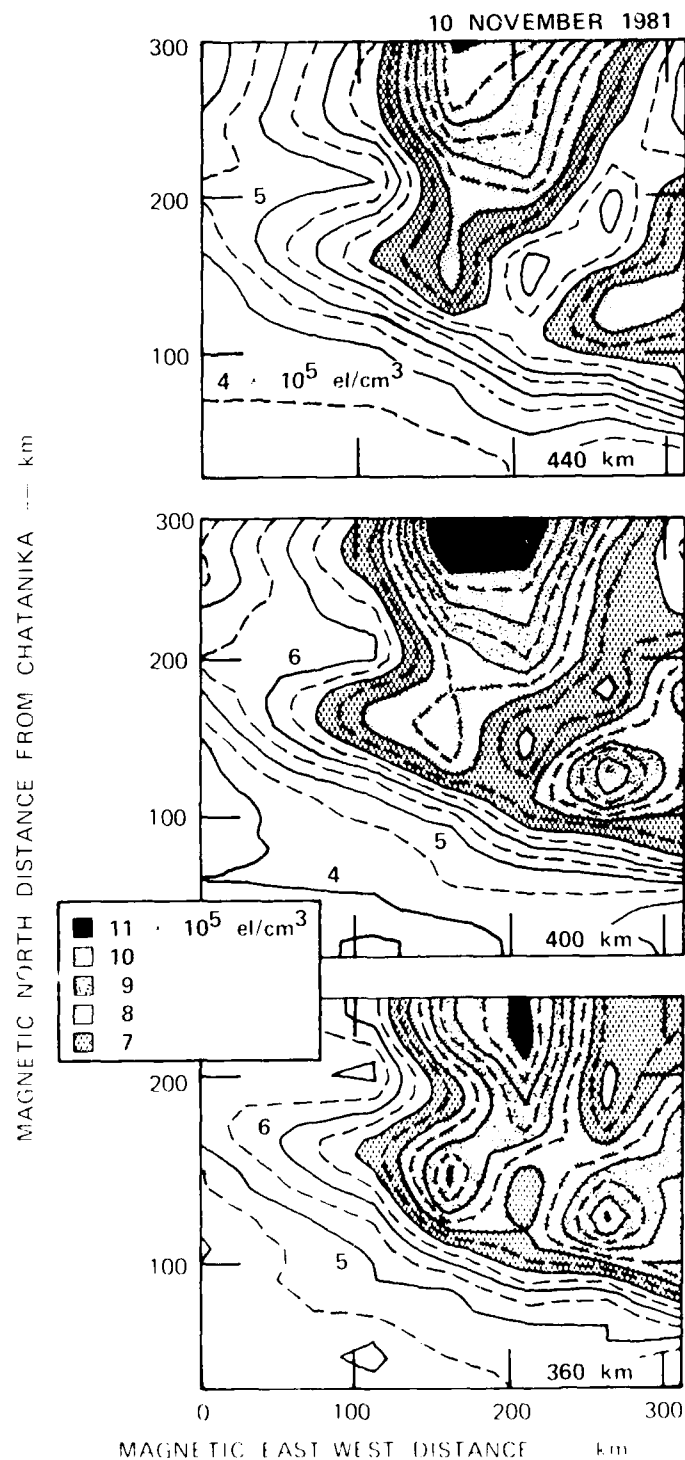 10 NOVEMBER 1981
300
200
5
100
4 · 10⁵ el/cm³
440 km
MAGNETIC NORTH DISTANCE FROM CHATANIKA — km
300
6
200
100
5
4
400 km
11 · 10⁵ el/cm³
10
9
8
7
200
6
5
100
360 km
0 100 200 300
MAGNETIC EAST WEST DISTANCE km